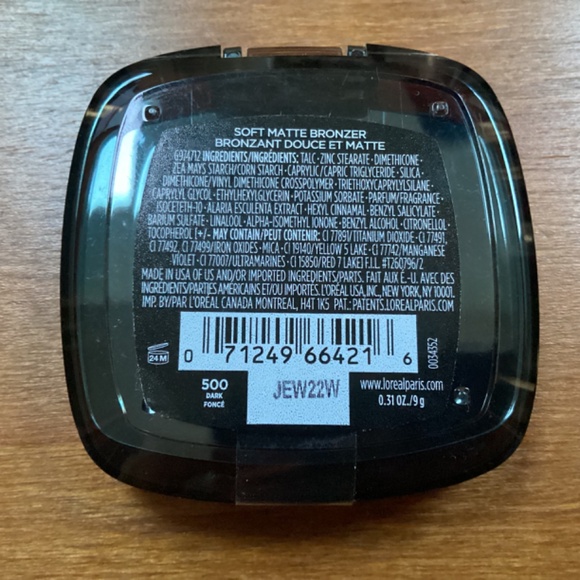 SOFT MATTE BRONZER
BRONZANT DOUCE ET MATTE
G974712 INGREDIENTS/INGRÉDIENTS: TALC • ZINC STEARATE • DIMETHICONE •
ZEA MAYS STARCH/CORN STARCH • CAPRYLIC/CAPRIC TRIGLYCERIDE • SILICA •
DIMETHICONE/VINYL DIMETHICONE CROSSPOLYMER • TRIETHOXYCAPRYLYLSILANE •
CAPRYLYL GLYCOL • ETHYLHEXYLGLYCERIN • POTASSIUM SORBATE • PARFUM/FRAGRANCE •
ISOCETETH-10 • ALARIA ESCULENTA EXTRACT • HEXYL CINNAMAL • BENZYL SALICYLATE •
BARIUM SULFATE • LINALOOL • ALPHA-ISOMETHYL IONONE • BENZYL ALCOHOL • CITRONELLOL •
TOCOPHEROL [+/- MAY CONTAIN/PEUT CONTENIR: CI 77891/TITANIUM DIOXIDE • CI 77491,
CI 77492, CI 77499/IRON OXIDES • MICA • CI 19140/YELLOW 5 LAKE • CI 77742/MANGANESE
VIOLET • CI 77007/ULTRAMARINES • CI 15850/RED 7 LAKE] F.I.L. #T260796/2
MADE IN USA OF US AND/OR IMPORTED INGREDIENTS/PARTS. FAIT AUX É.-U. AVEC DES
INGRÉDIENTS/PARTIES AMÉRICAINS ET/OU IMPORTÉS. L'ORÉAL USA, INC., NEW YORK, NY 10001.
IMP. BY/PAR L'ORÉAL CANADA MONTREAL, H4T 1K5 PAT.: PATENTS.LOREALPARIS.COM
24 M
0 71249 66421 6
0034352
500
DARK
FONCÉ
JEW22W
www.lorealparis.com
0.31 OZ./9 g